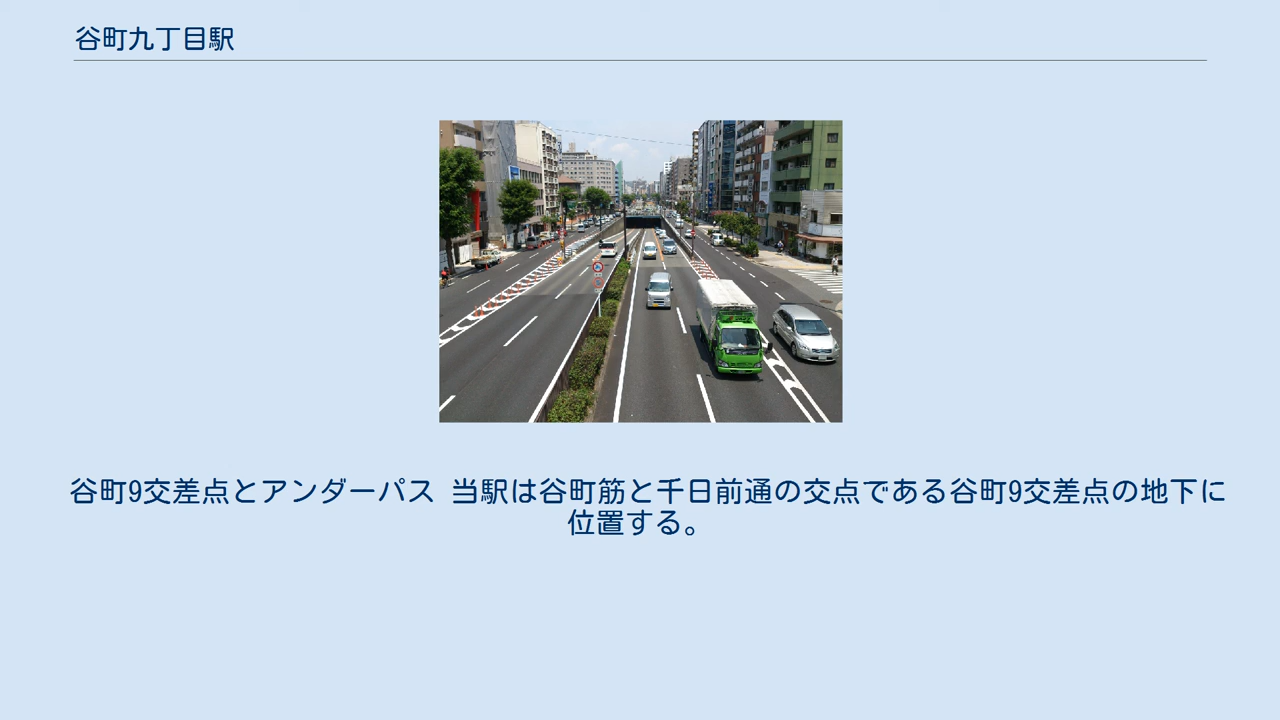 谷町九丁目駅
谷町9交差点とアンダーパス 当駅は谷町筋と千日前通の交点である谷町9交差点の地下に
位置する。